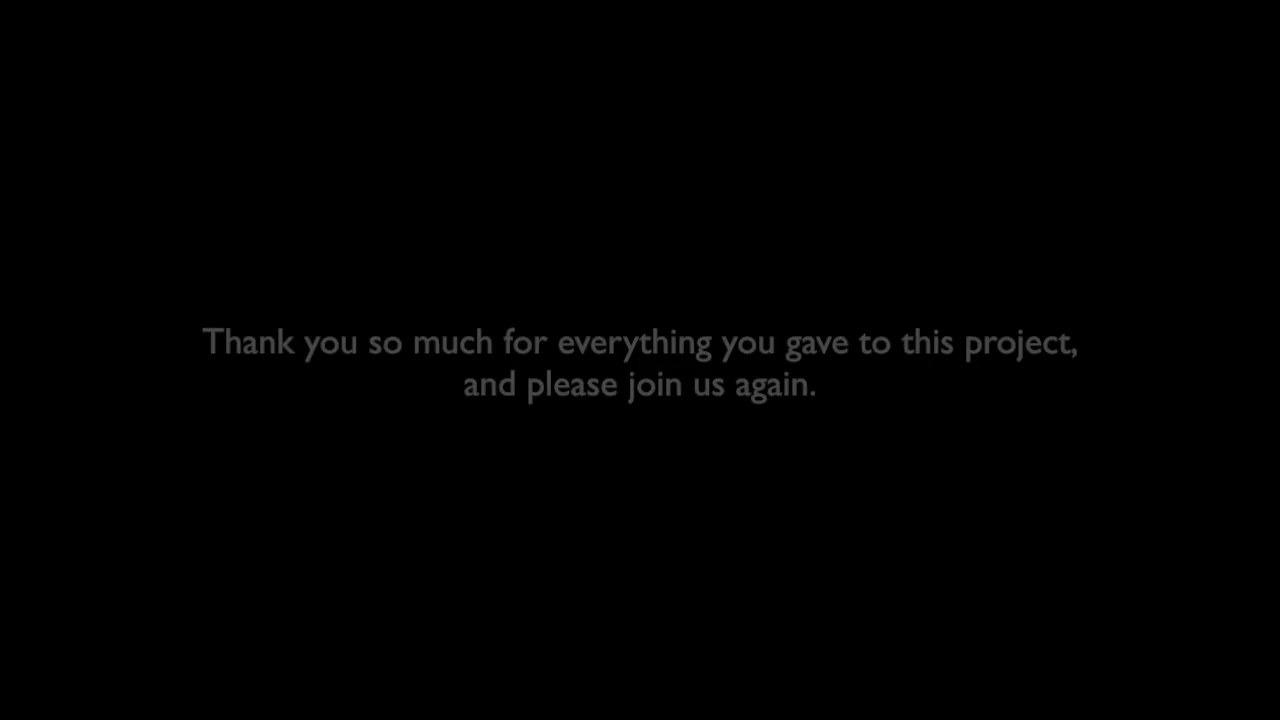 Thank you so much for everything you gave to this project,
and please join us again.